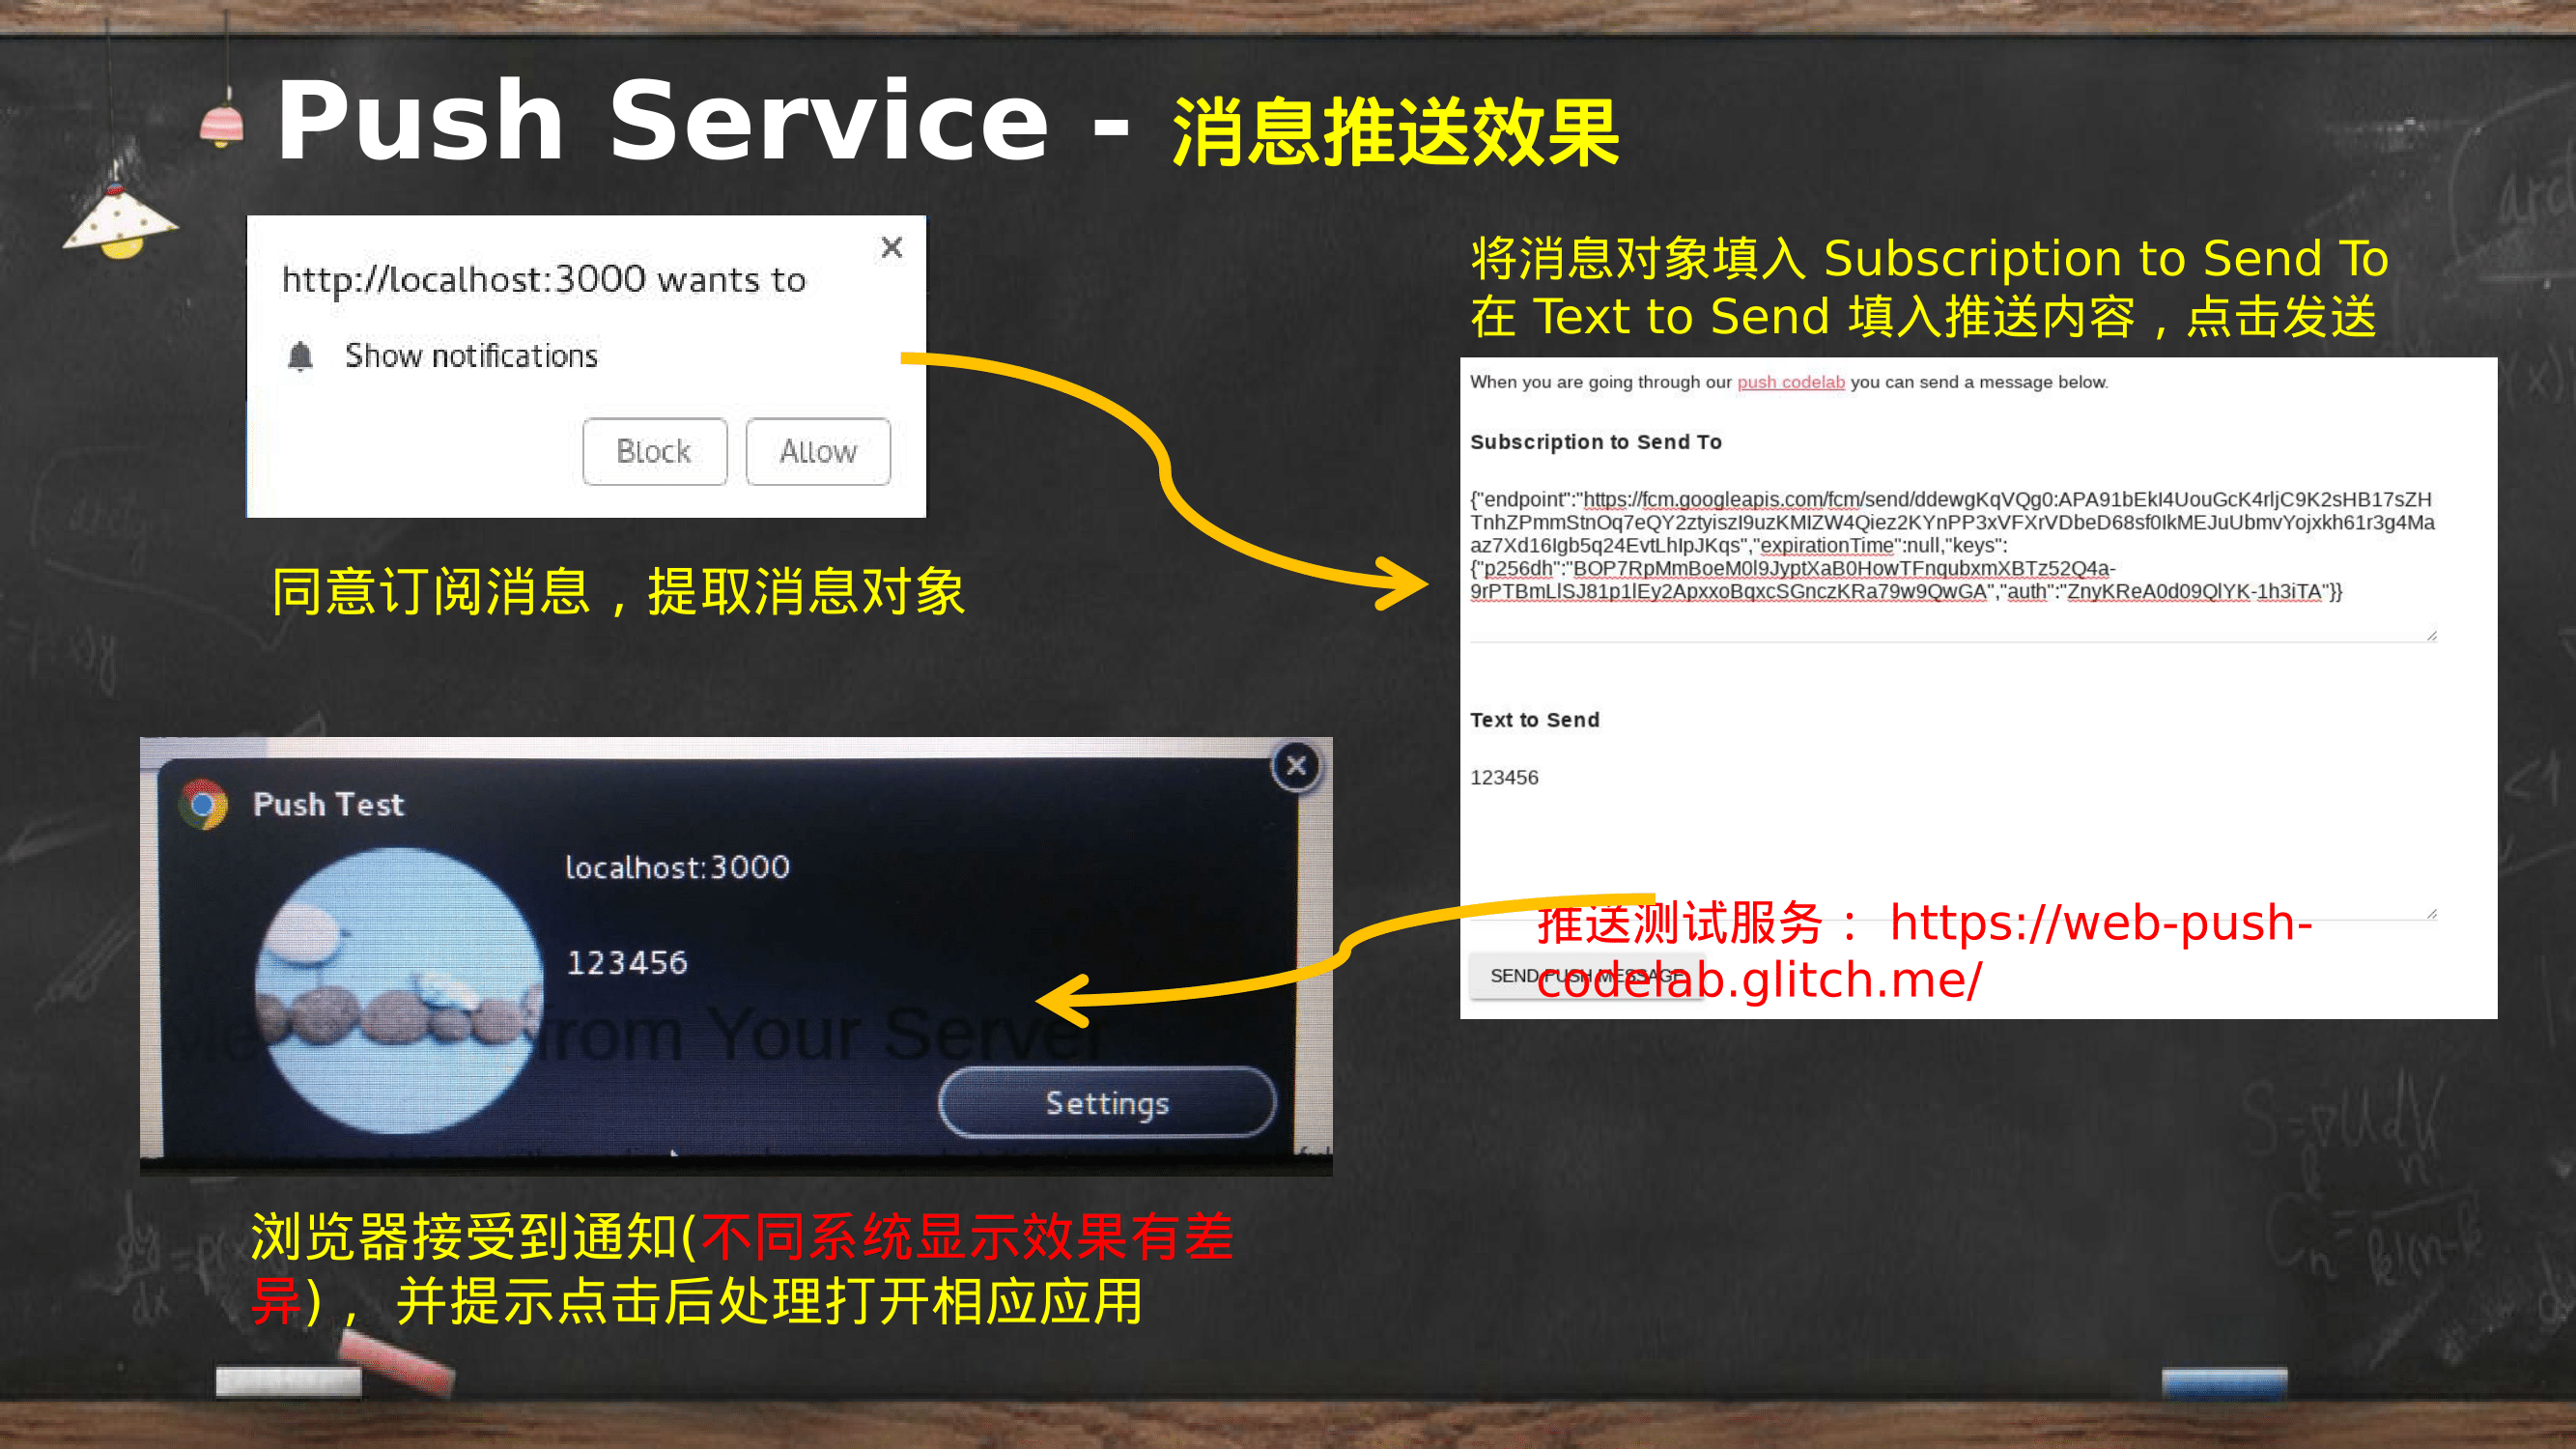 Push Service - 消息推送效果
http://localhost:3000 wants to
Show notifications
Block
Allow
同意订阅消息，提取消息对象
将消息对象填入 Subscription to Send To
在 Text to Send 填入推送内容，点击发送
When you are going through our push codelab you can send a message below.
Subscription to Send To
{"endpoint":"https://fcm.googleapis.com/fcm/send/ddewgKqVQg0:APA91bEkI4UouGcK4rljC9K2sHB17sZH
TnhZPmmStnOq7eQY2ztyiszI9uzKMIZW4Qiez2KYnPP3xVFXrVDbeD68sf0IkMEJuUbmvYojxkh61r3g4Ma
az7Xd16Igb5q24EvtLhIpJKqs","expirationTime":null,"keys":
{"p256dh":"BOP7RpMmBoeM0l9JyptXaB0HowTFnqubxmXBTz52Q4a-
9rPTBmLlSJ81p1lEy2ApxxoBqxcSGnczKRa79w9QwGA","auth":"ZnyKReA0d09QlYK-1h3iTA"}}
Text to Send
123456
推送测试服务： https://web-push-
codelab.glitch.me/
SEND PUSH MESSAGE
Push Test
localhost:3000
123456
from Your Server
Settings
浏览器接受到通知(不同系统显示效果有差
异)， 并提示点击后处理打开相应应用